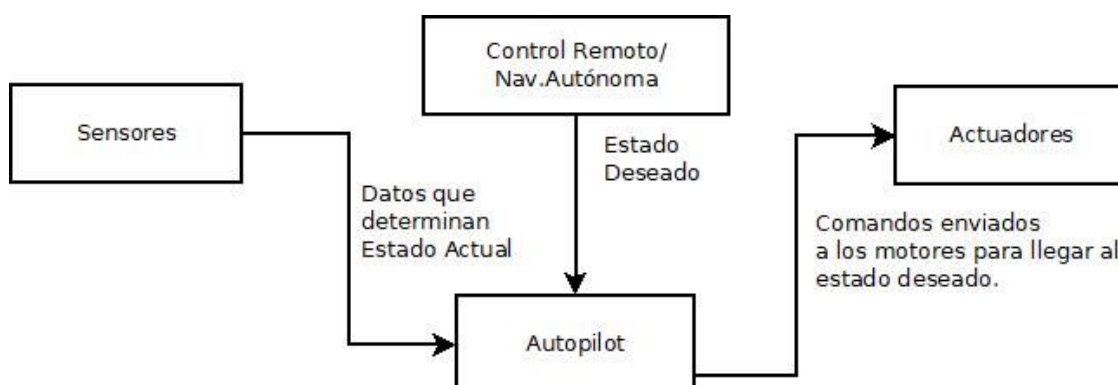 Control Remoto/
Nav.Autónoma
Sensores
Actuadores
Estado
Deseado
Datos que
determinan
Estado Actual
Comandos enviados
a los motores para llegar al
estado deseado.
Autopilot